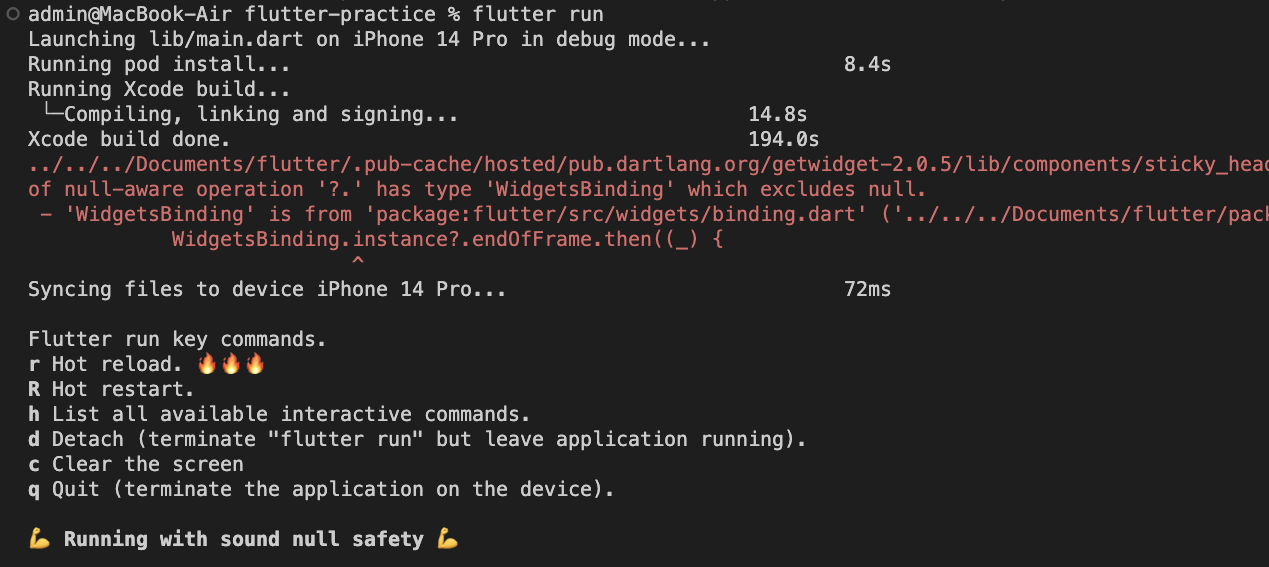 admin@MacBook-Air flutter-practice % flutter run
Launching lib/main.dart on iPhone 14 Pro in debug mode...
Running pod install... 8.4s
Running Xcode build...
└─Compiling, linking and signing... 14.8s
Xcode build done. 194.0s
../../../Documents/flutter/.pub-cache/hosted/pub.dartlang.org/getwidget-2.0.5/lib/components/sticky_head
of null-aware operation '?.' has type 'WidgetsBinding' which excludes null.
- 'WidgetsBinding' is from 'package:flutter/src/widgets/binding.dart' ('../../../Documents/flutter/pack
WidgetsBinding.instance?.endOfFrame.then((_) {
^
Syncing files to device iPhone 14 Pro... 72ms
Flutter run key commands.
r Hot reload. 🔥🔥🔥
R Hot restart.
h List all available interactive commands.
d Detach (terminate "flutter run" but leave application running).
c Clear the screen
q Quit (terminate the application on the device).
💪 Running with sound null safety 💪